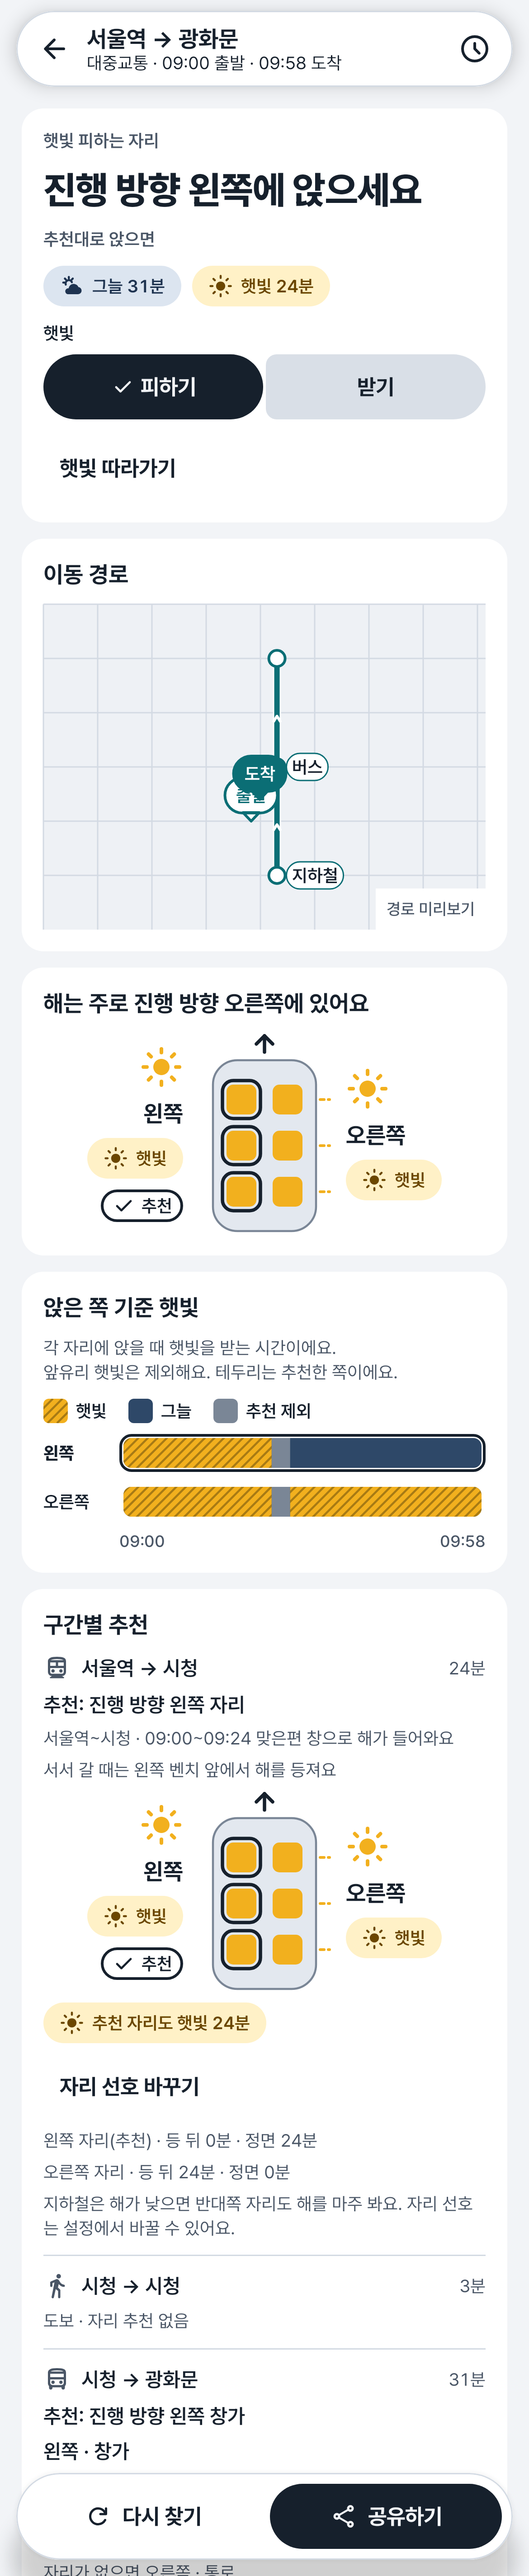 서울역 → 광화문
대중교통 · 09:00 출발 · 09:58 도착
햇빛 피하는 자리
진행 방향 왼쪽에 앉으세요
추천대로 앉으면
그늘 31분
햇빛 24분
햇빛
피하기
받기
햇빛 따라가기
이동 경로
버스
도착
출발
지하철
경로 미리보기
해는 주로 진행 방향 오른쪽에 있어요
왼쪽
햇빛
추천
오른쪽
햇빛
앉은 쪽 기준 햇빛
각 자리에 앉을 때 햇빛을 받는 시간이에요.
앞유리 햇빛은 제외해요. 테두리는 추천한 쪽이에요.
햇빛
그늘
추천 제외
왼쪽
오른쪽
09:00
09:58
구간별 추천
서울역 → 시청
24분
추천: 진행 방향 왼쪽 자리
서울역~시청 · 09:00~09:24 맞은편 창으로 해가 들어와요
서서 갈 때는 왼쪽 벤치 앞에서 해를 등져요
왼쪽
햇빛
추천
오른쪽
햇빛
추천 자리도 햇빛 24분
자리 선호 바꾸기
왼쪽 자리(추천) · 등 뒤 0분 · 정면 24분
오른쪽 자리 · 등 뒤 24분 · 정면 0분
지하철은 해가 낮으면 반대쪽 자리도 해를 마주 봐요. 자리 선호
는 설정에서 바꿀 수 있어요.
시청 → 시청
3분
도보 · 자리 추천 없음
시청 → 광화문
31분
추천: 진행 방향 왼쪽 창가
왼쪽 · 창가
다시 찾기
공유하기
자리가 없으면 오른쪽 · 통로